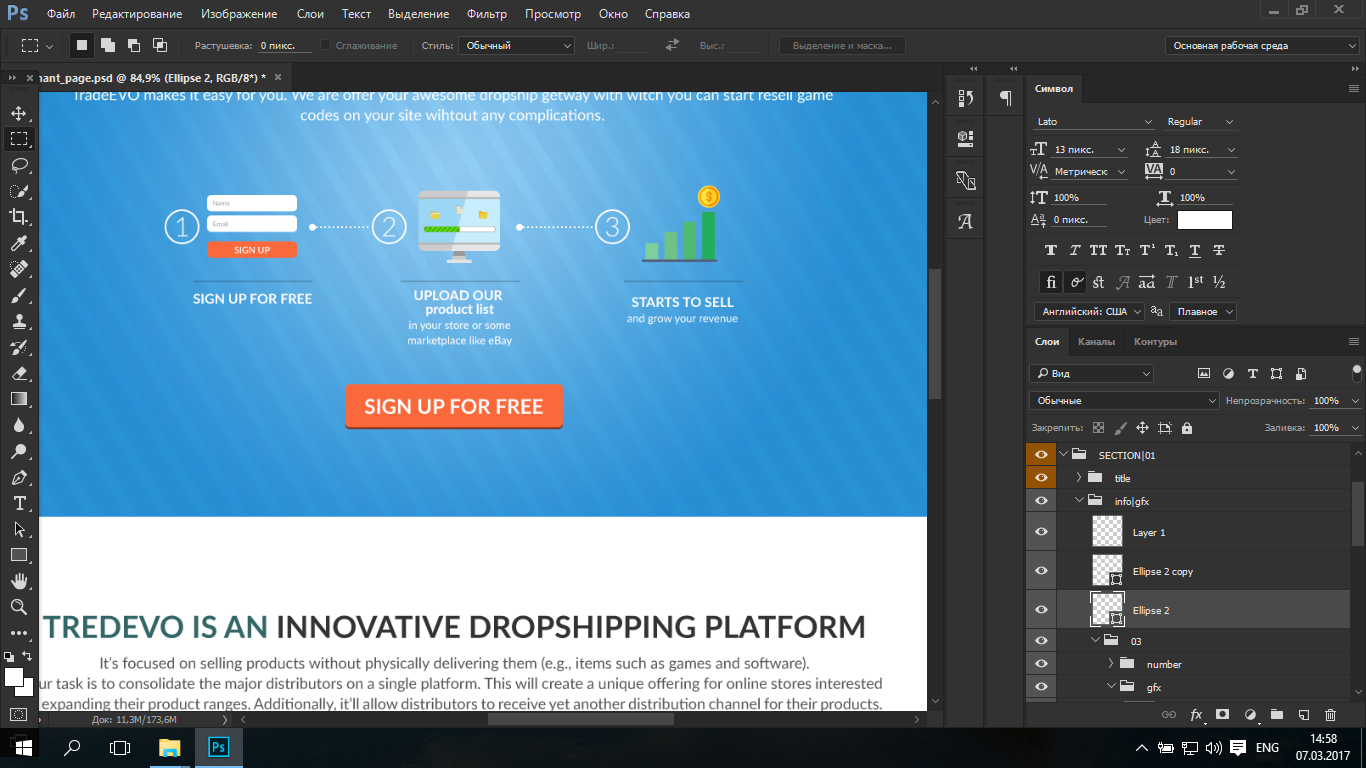 Ps Файл Редактирование Изображение Слои Текст Выделение Фильтр Просмотр Окно Справка
Растушевка: 0 пикс. Сглаживание Стиль: Обычный Шир.: Выс.: Выделение и маска... Основная рабочая среда
nant_page.psd @ 84,9% (Ellipse 2, RGB/8*) *
TradeEVO makes it easy for you. We are offer your awesome dropship getway with witch you can start resell game
codes on your site wihtout any complications.
1
Name
Email
SIGN UP
2
3
$
SIGN UP FOR FREE
UPLOAD OUR
product list
in your store or some
marketplace like eBay
STARTS TO SELL
and grow your revenue
SIGN UP FOR FREE
TREDEVO IS AN INNOVATIVE DROPSHIPPING PLATFORM
It's focused on selling products without physically delivering them (e.g., items such as games and software).
ur task is to consolidate the major distributors on a single platform. This will create a unique offering for online stores interested
expanding their product ranges. Additionally, it'll allow distributors to receive yet another distribution channel for their products.
Док: 11,3M/173,6M
Символ
Lato Regular
13 пикс. 18 пикс.
Метрическ 0
100% 100%
0 пикс. Цвет:
T T TT Tт T¹ T₁ T T
fi st A ad T 1st ½
Английский: США aа Плавное
Слои Каналы Контуры
Вид
Обычные Непрозрачность: 100%
Закрепить: Заливка: 100%
SECTION|01
title
info|gfx
Layer 1
Ellipse 2 copy
Ellipse 2
03
number
gfx
fx
Ps
ENG
14:58
07.03.2017